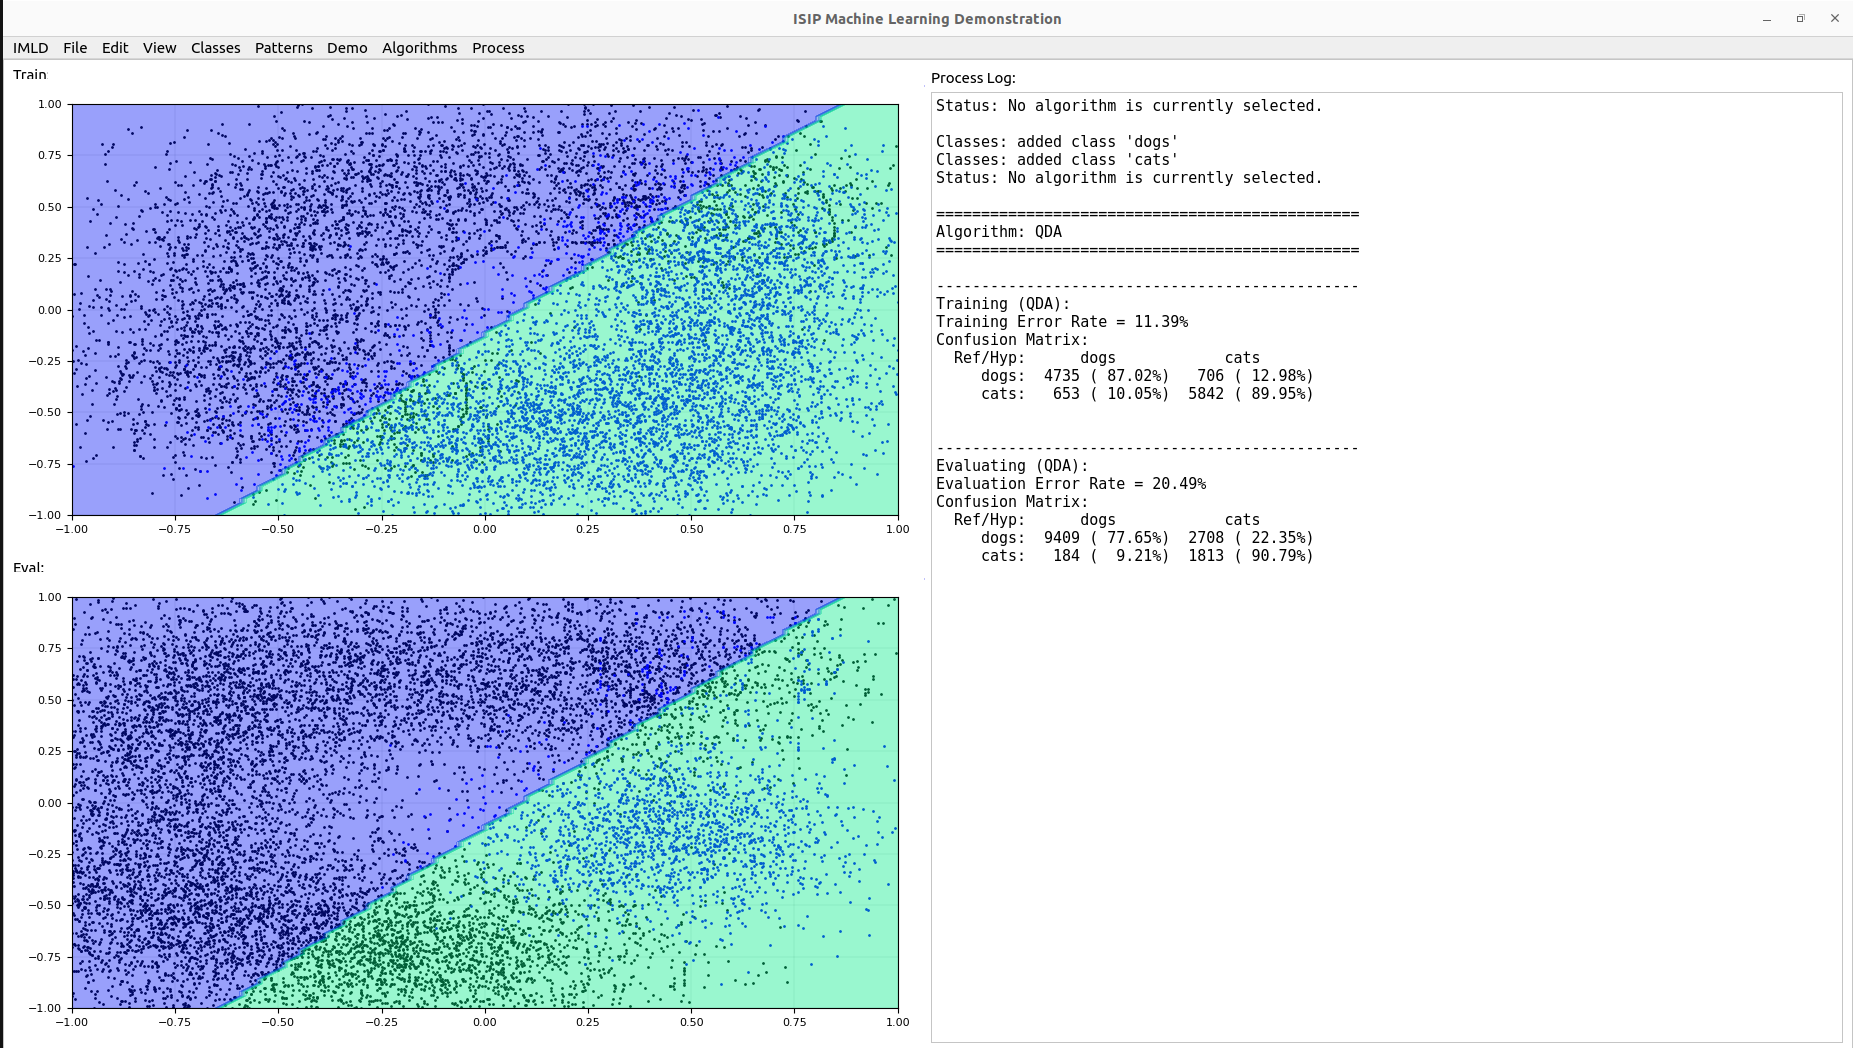 ISIP Machine Learning Demonstration
IMLD File Edit View Classes Patterns Demo Algorithms Process
Train:
1.00
0.75
0.50
0.25
0.00
−0.25
−0.50
−0.75
−1.00
−1.00 −0.75 −0.50 −0.25 0.00 0.25 0.50 0.75 1.00
Eval:
1.00
0.75
0.50
0.25
0.00
−0.25
−0.50
−0.75
−1.00
−1.00 −0.75 −0.50 −0.25 0.00 0.25 0.50 0.75 1.00
Process Log:
Status: No algorithm is currently selected.
Classes: added class 'dogs'
Classes: added class 'cats'
Status: No algorithm is currently selected.
===============================================
Algorithm: QDA
===============================================
-----------------------------------------------
Training (QDA):
Training Error Rate = 11.39%
Confusion Matrix:
Ref/Hyp: dogs cats
dogs: 4735 ( 87.02%) 706 ( 12.98%)
cats: 653 ( 10.05%) 5842 ( 89.95%)
-----------------------------------------------
Evaluating (QDA):
Evaluation Error Rate = 20.49%
Confusion Matrix:
Ref/Hyp: dogs cats
dogs: 9409 ( 77.65%) 2708 ( 22.35%)
cats: 184 ( 9.21%) 1813 ( 90.79%)